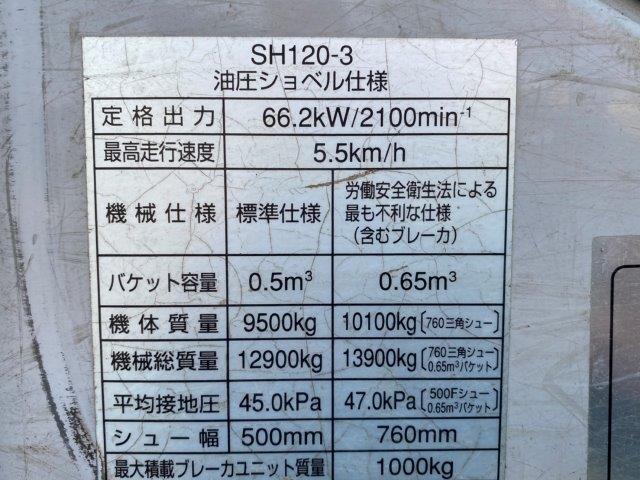 SH120-3
油圧ショベル仕様
定格出力 66.2kW/2100min-1
最高走行速度 5.5km/h
機械仕様 標準仕様 労働安全衛生法による
最も不利な仕様
(含むブレーカ)
バケット容量 0.5m³ 0.65m³
機体質量 9500kg 10100kg〔760三角シュー〕
機械総質量 12900kg 13900kg〔760三角シュー
0.65m³バケット〕
平均接地圧 45.0kPa 47.0kPa〔500Fシュー
0.65m³バケット〕
シュー幅 500mm 760mm
最大積載ブレーカユニット質量 1000kg